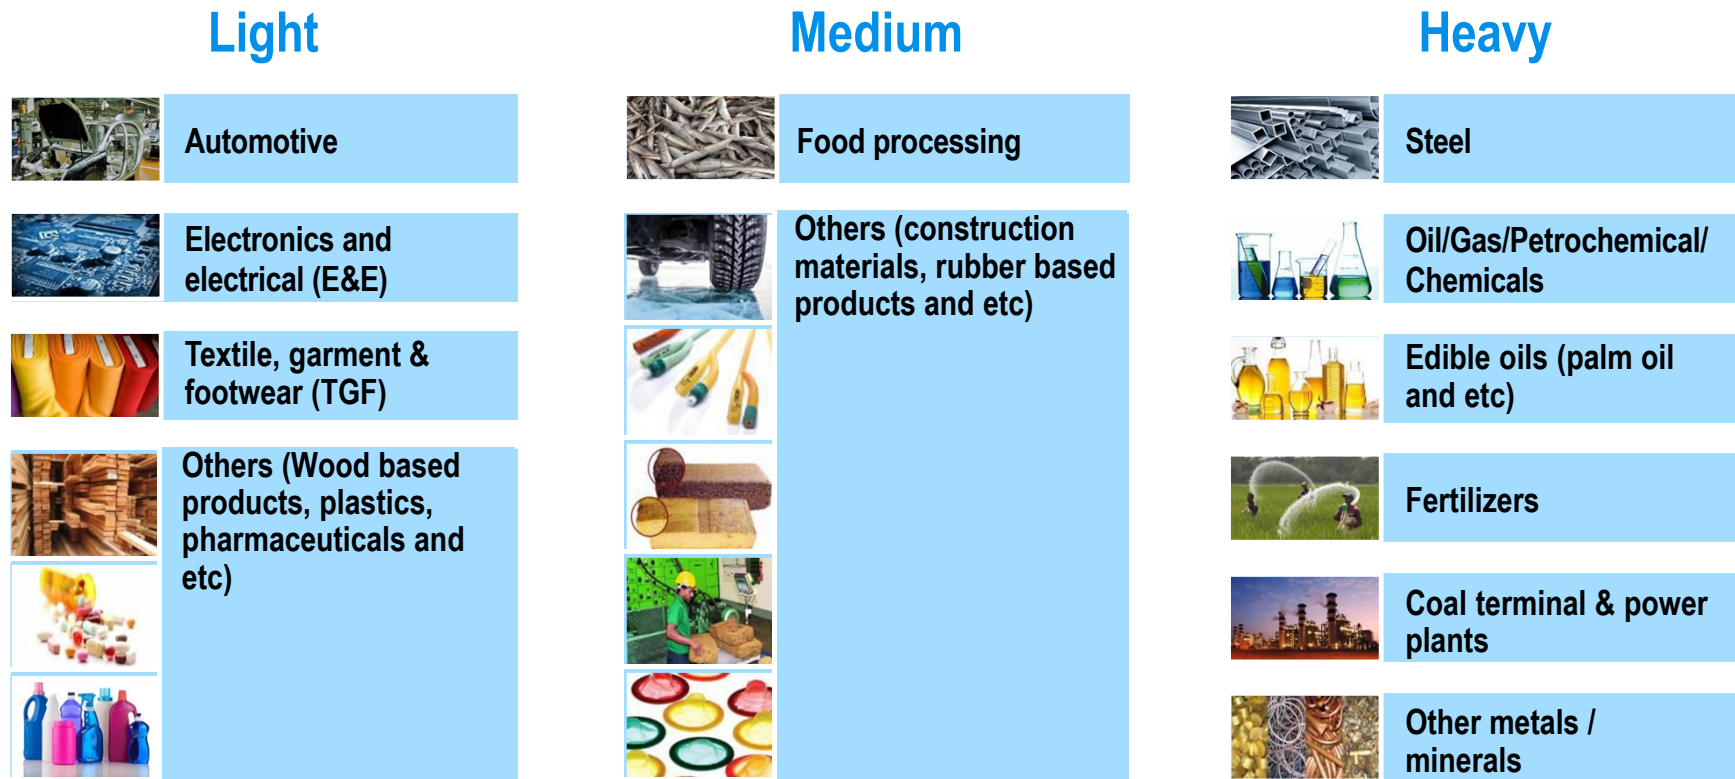 Light
Automotive
Electronics and
electrical (E&E)
Textile, garment &
footwear (TGF)
Others (Wood based
products, plastics,
pharmaceuticals and
etc)
Medium
Food processing
Others (construction
materials, rubber based
products and etc)
Heavy
Steel
Oil/Gas/Petrochemical/
Chemicals
Edible oils (palm oil
and etc)
Fertilizers
Coal terminal & power
plants
Other metals /
minerals